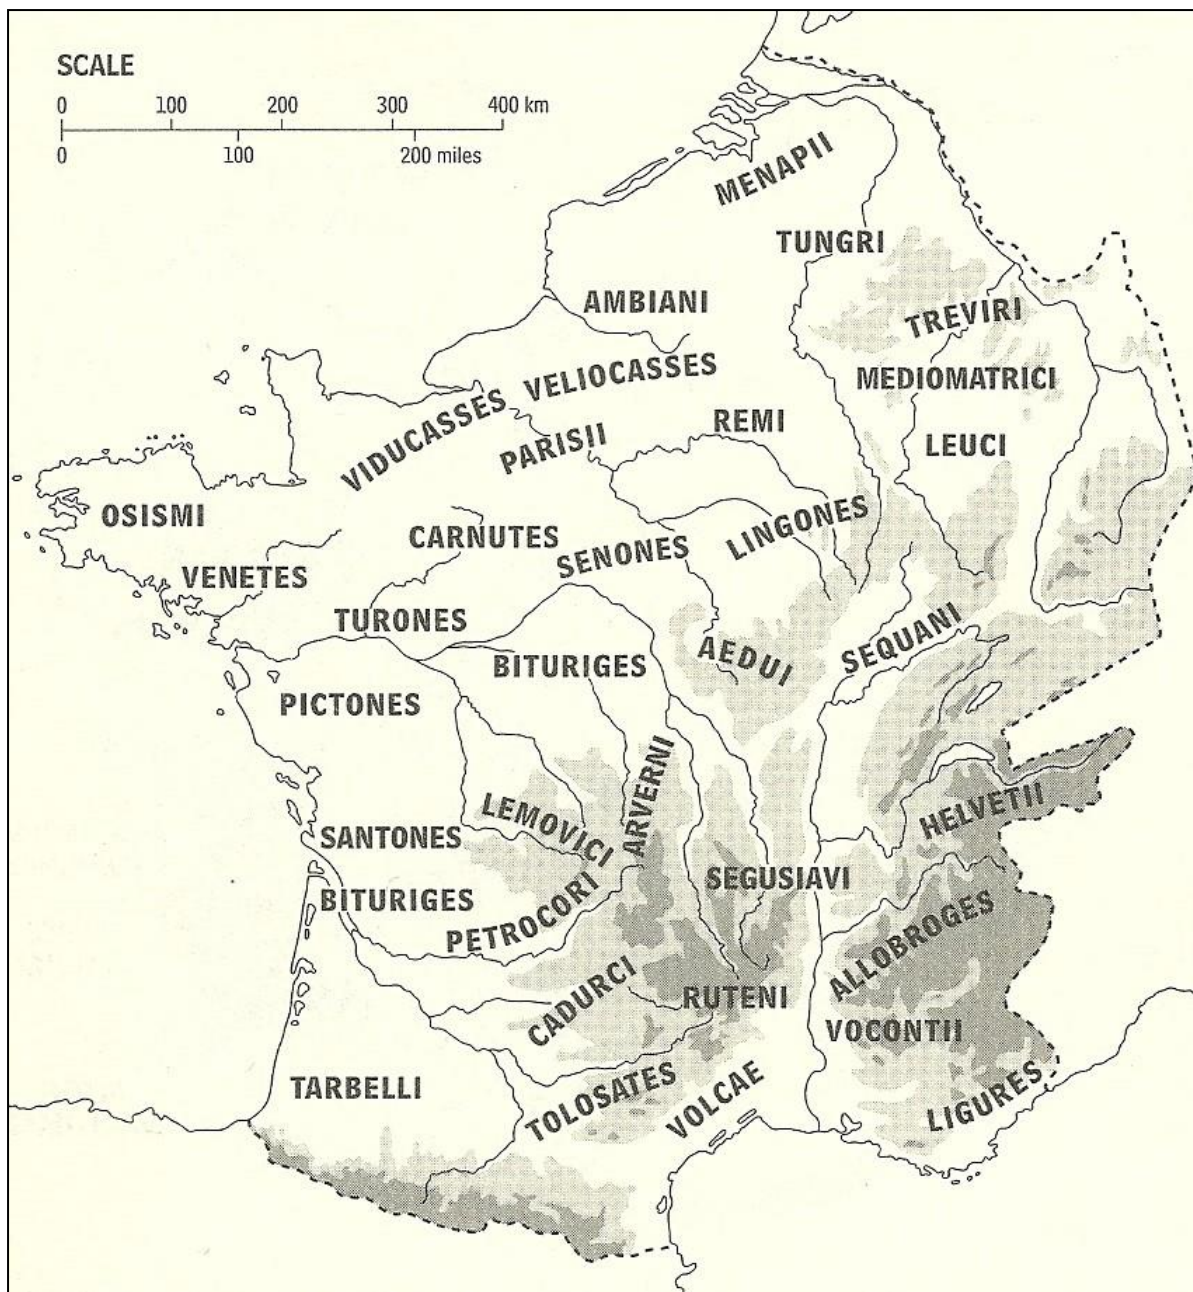 SCALE
0 100 200 300 400 km
0 100 200 miles
MENAPII
TUNGRI
AMBIANI
TREVIRI
VELIOCASSES
MEDIOMATRICI
VIDUCASSES
REMI
PARISII
LEUCI
OSISMI
CARNUTES
LINGONES
SENONES
VENETES
TURONES
SEQUANI
AEDUI
BITURIGES
PICTONES
ARVERNI
HELVETII
LEMOVICI
SANTONES
SEGUSIAVI
BITURIGES
PETROCORI
ALLOBROGES
CADURCI
RUTENI
VOCONTII
TARBELLI
TOLOSATES
VOLCAE
LIGURES